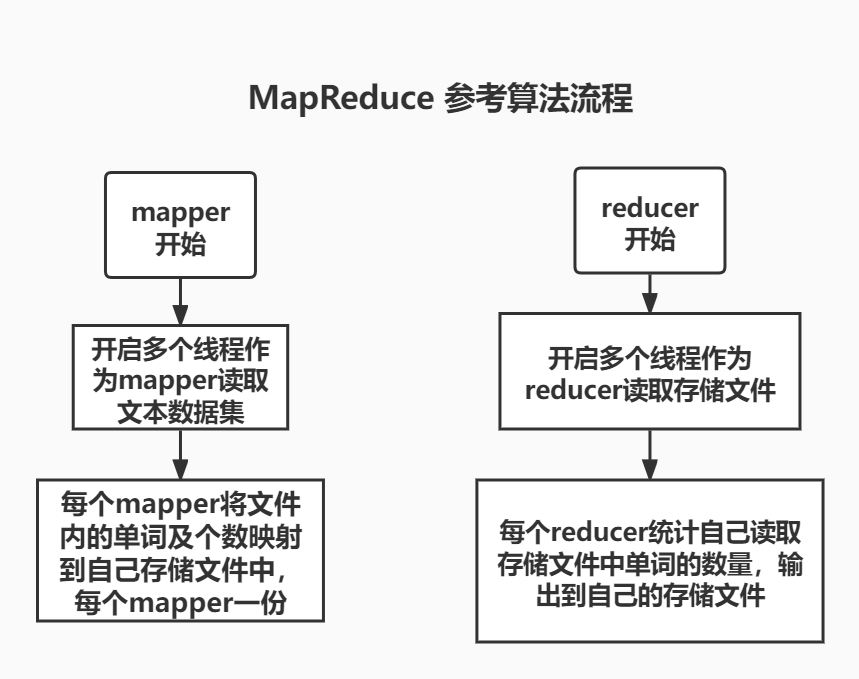 MapReduce 参考算法流程
mapper
开始
开启多个线程作
为mapper读取
文本数据集
每个mapper将文件
内的单词及个数映射
到自己存储文件中，
每个mapper一份
reducer
开始
开启多个线程作为
reducer读取存储文件
每个reducer统计自己读取
存储文件中单词的数量，输
出到自己的存储文件